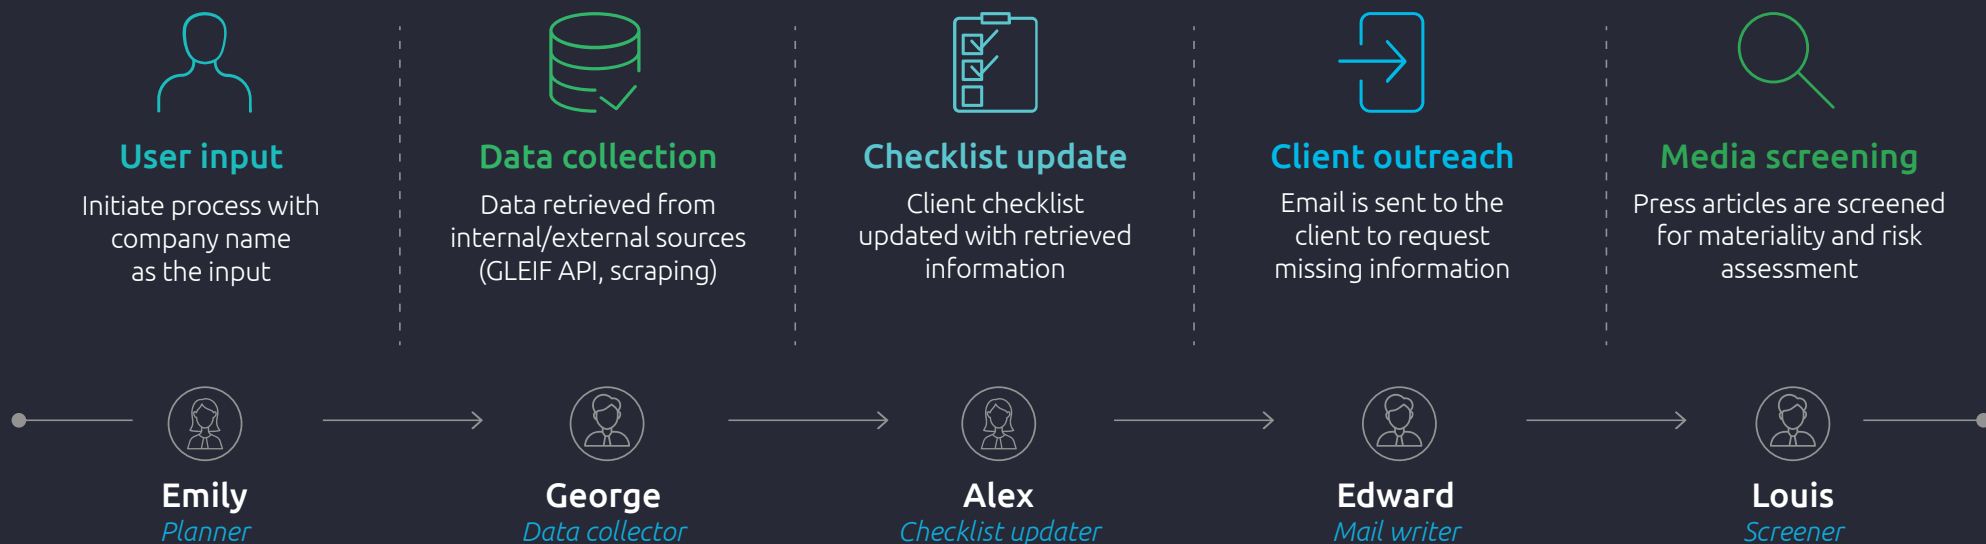 User input
Initiate process with
company name
as the input
Data collection
Data retrieved from
internal/external sources
(GLEIF API, scraping)
Checklist update
Client checklist
updated with retrieved
information
Client outreach
Email is sent to the
client to request
missing information
Media screening
Press articles are screened
for materiality and risk
assessment
Emily
Planner
George
Data collector
Alex
Checklist updater
Edward
Mail writer
Louis
Screener